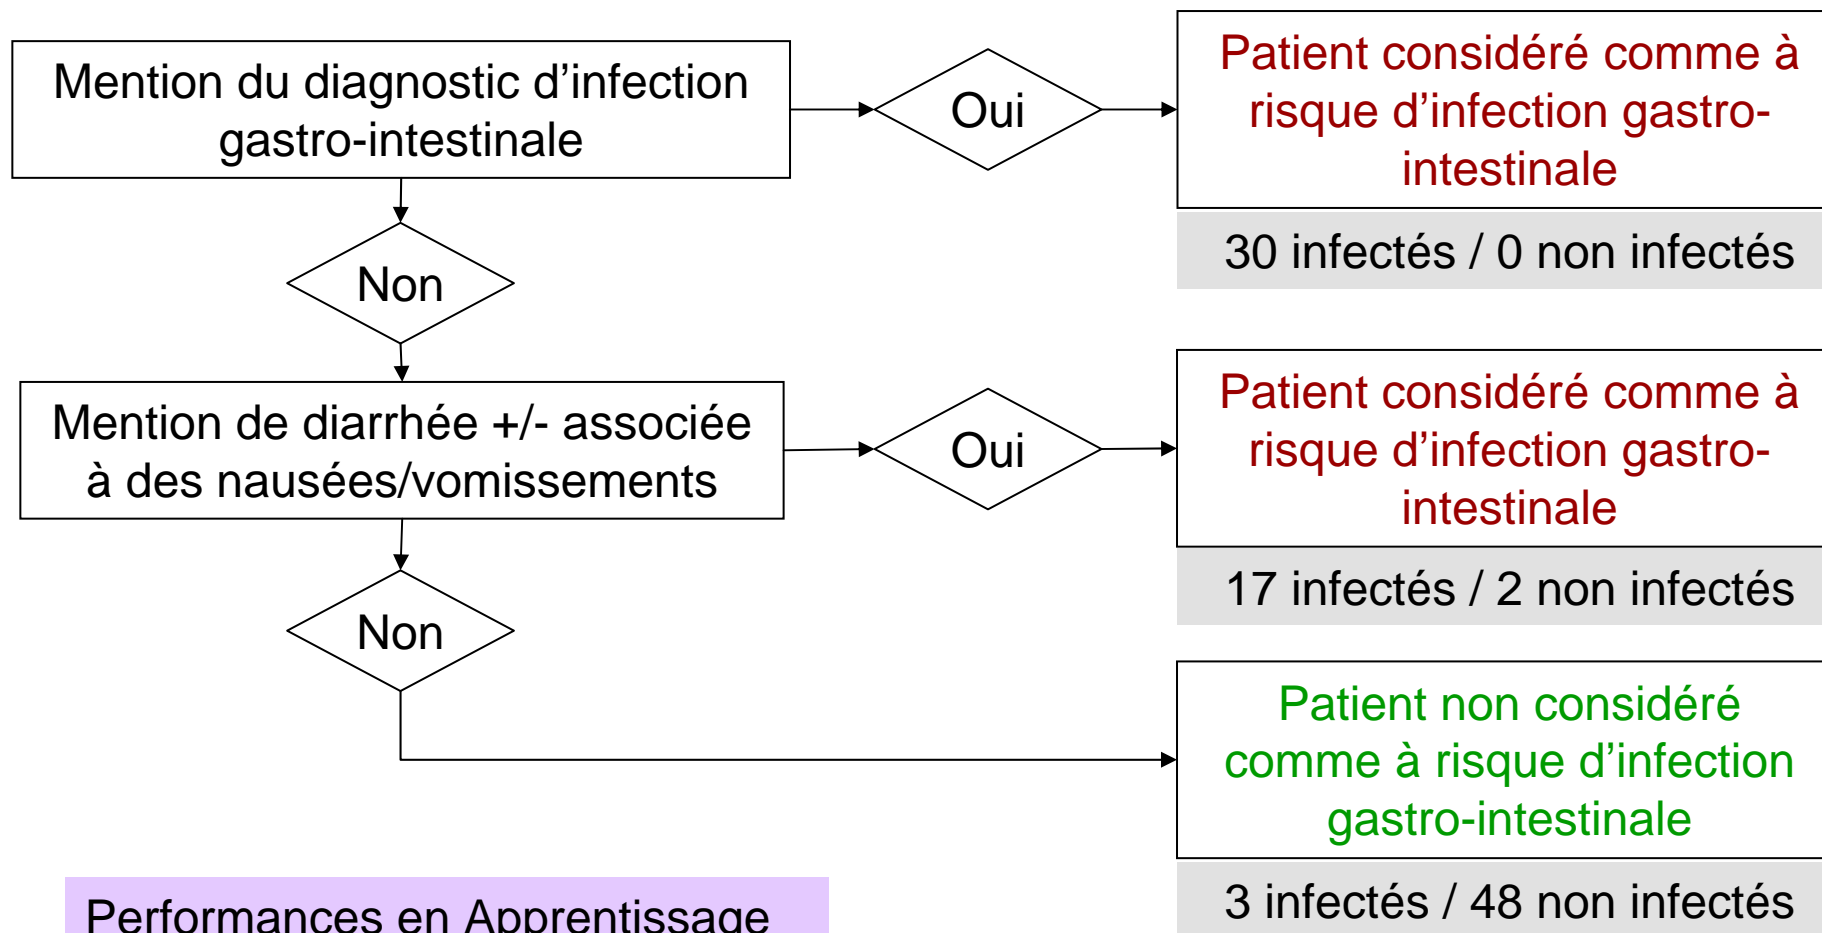 Mention du diagnostic d’infection
gastro-intestinale
Oui
Patient considéré comme à
risque d’infection gastro-
intestinale
30 infectés / 0 non infectés
Non
Mention de diarrhée +/- associée
à des nausées/vomissements
Oui
Patient considéré comme à
risque d’infection gastro-
intestinale
17 infectés / 2 non infectés
Non
Patient non considéré
comme à risque d’infection
gastro-intestinale
3 infectés / 48 non infectés
Performances en Apprentissage